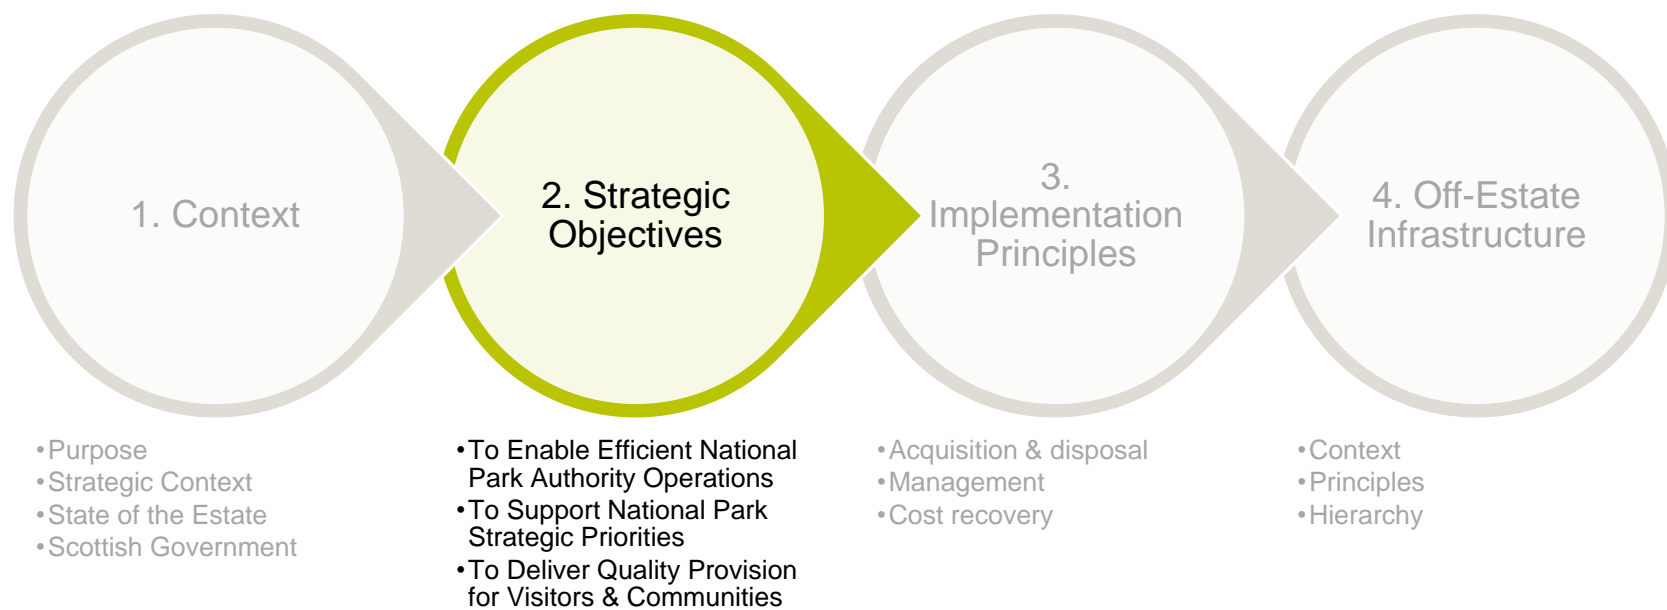 1. Context
2. Strategic
Objectives
3.
Implementation
Principles
4. Off-Estate
Infrastructure
•Purpose
•Strategic Context
•State of the Estate
•Scottish Government
•To Enable Efficient National
Park Authority Operations
•To Support National Park
Strategic Priorities
•To Deliver Quality Provision
for Visitors & Communities
•Acquisition & disposal
•Management
•Cost recovery
•Context
•Principles
•Hierarchy